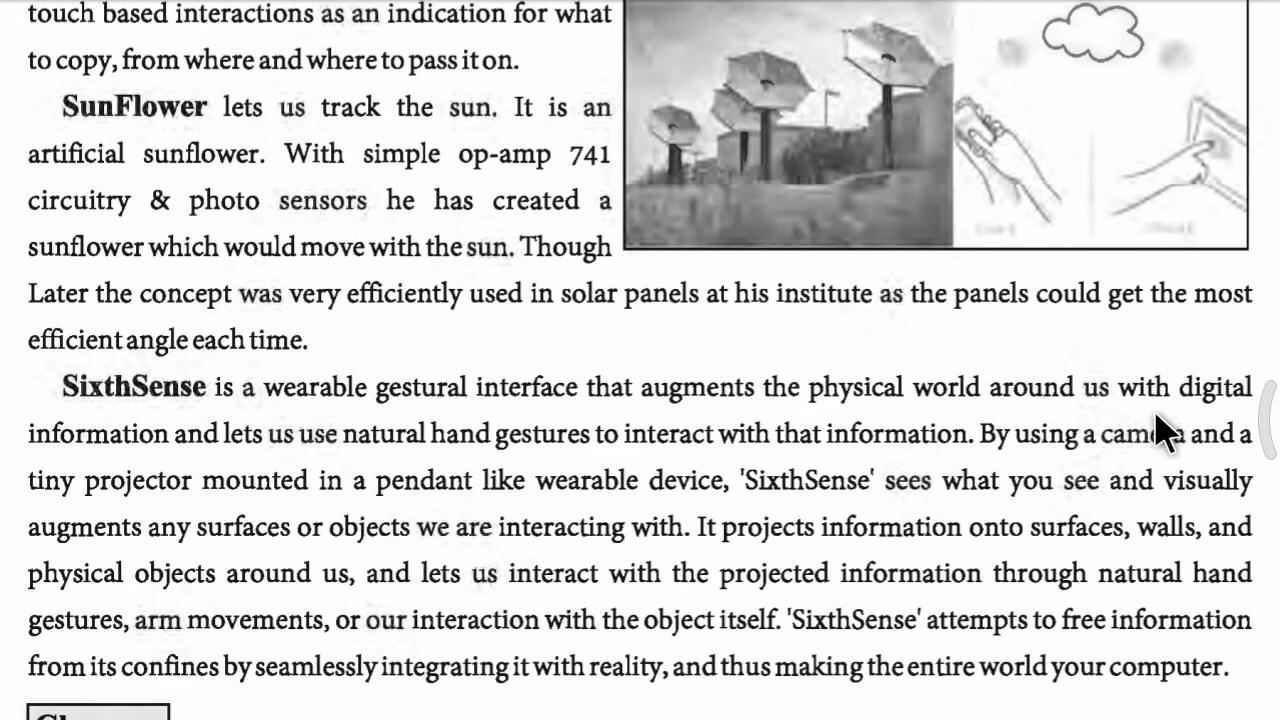 touch based interactions as an indication for what
to copy, from where and where to pass it on.
SunFlower lets us track the sun. It is an
artificial sunflower. With simple op-amp 741
circuitry & photo sensors he has created a
sunflower which would move with the sun. Though
Later the concept was very efficiently used in solar panels at his institute as the panels could get the most
efficient angle each time.
SixthSense is a wearable gestural interface that augments the physical world around us with digital
information and lets us use natural hand gestures to interact with that information. By using a camera and a
tiny projector mounted in a pendant like wearable device, 'SixthSense' sees what you see and visually
augments any surfaces or objects we are interacting with. It projects information onto surfaces, walls, and
physical objects around us, and lets us interact with the projected information through natural hand
gestures, arm movements, or our interaction with the object itself. 'SixthSense' attempts to free information
from its confines by seamlessly integrating it with reality, and thus making the entire world your computer.